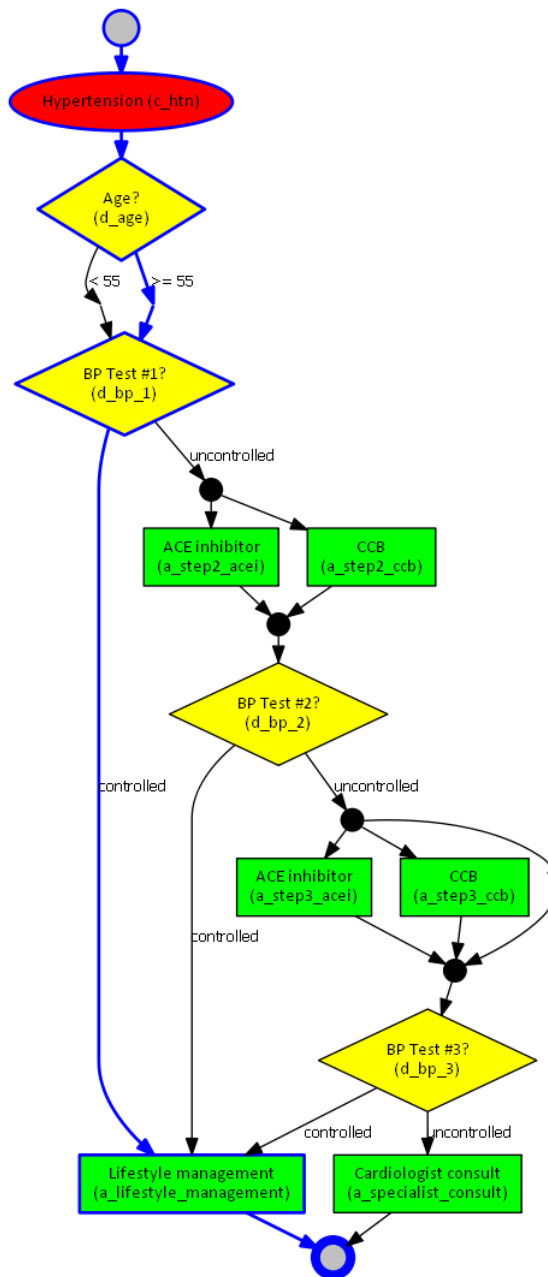 Hypertension (c_htn)
Age?
(d_age)
< 55
>= 55
BP Test #1?
(d_bp_1)
uncontrolled
ACE inhibitor
(a_step2_acei)
CCB
(a_step2_ccb)
BP Test #2?
(d_bp_2)
controlled
uncontrolled
ACE inhibitor
(a_step3_acei)
CCB
(a_step3_ccb)
controlled
BP Test #3?
(d_bp_3)
controlled
uncontrolled
Lifestyle management
(a_lifestyle_management)
Cardiologist consult
(a_specialist_consult)